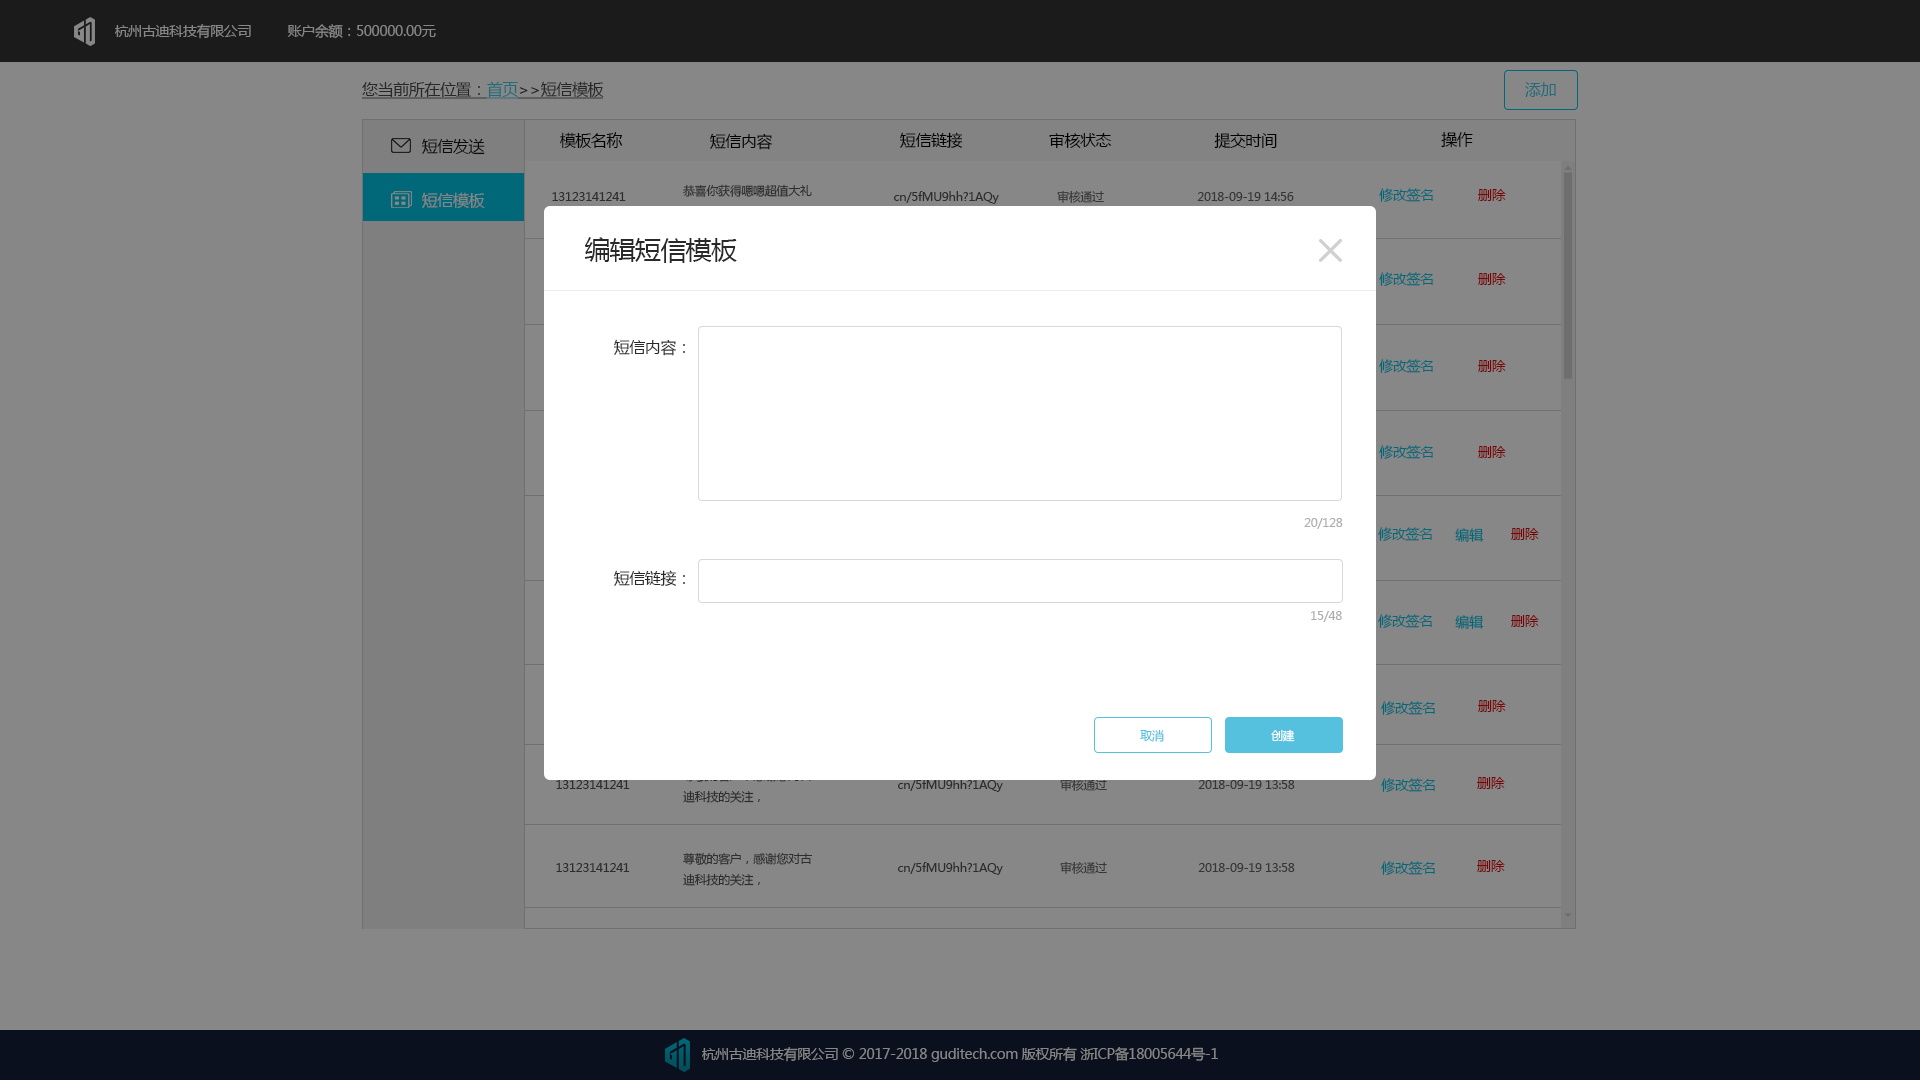 杭州古迪科技有限公司 账户余额：500000.00元
您当前所在位置：首页>>短信模板
添加
短信发送
短信模板
模板名称 短信内容 短信链接 审核状态 提交时间 操作
13123141241 恭喜你获得嗯嗯超值大礼 cn/5fMU9hh?1AQy 审核通过 2018-09-19 14:56 修改签名 删除
编辑短信模板
修改签名 删除
短信内容：
修改签名 删除
修改签名 删除
20/128
修改签名 编辑 删除
短信链接：
15/48
修改签名 编辑 删除
修改签名 删除
取消 创建
13123141241 cn/5fMU9hh?1AQy 审核通过 2018-09-19 13:58 修改签名 删除
迪科技的关注，
13123141241 尊敬的客户，感谢您对古 cn/5fMU9hh?1AQy 审核通过 2018-09-19 13:58 修改签名 删除
迪科技的关注，
杭州古迪科技有限公司 © 2017-2018 guditech.com 版权所有 浙ICP备18005644号-1